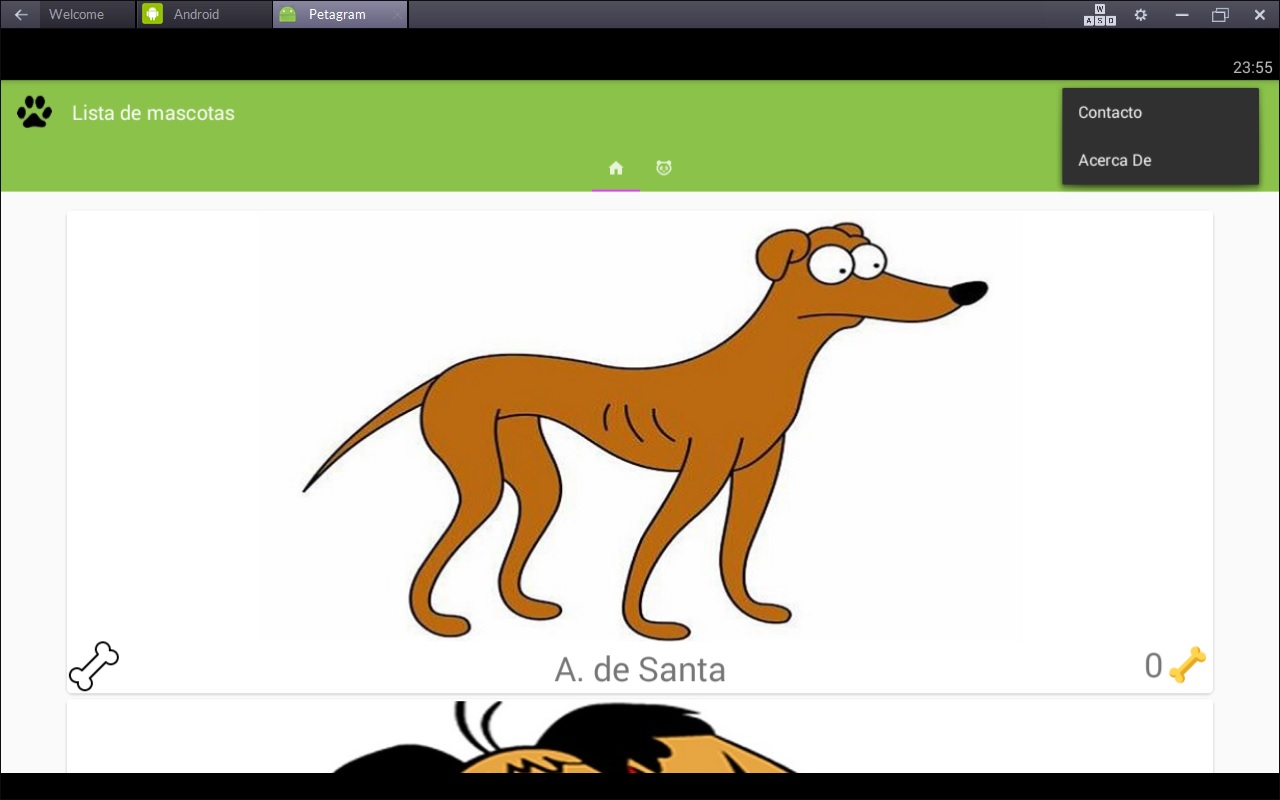 Welcome
Android
Petagram
W
A S D
23:55
Lista de mascotas
Contacto
Acerca De
A. de Santa
0